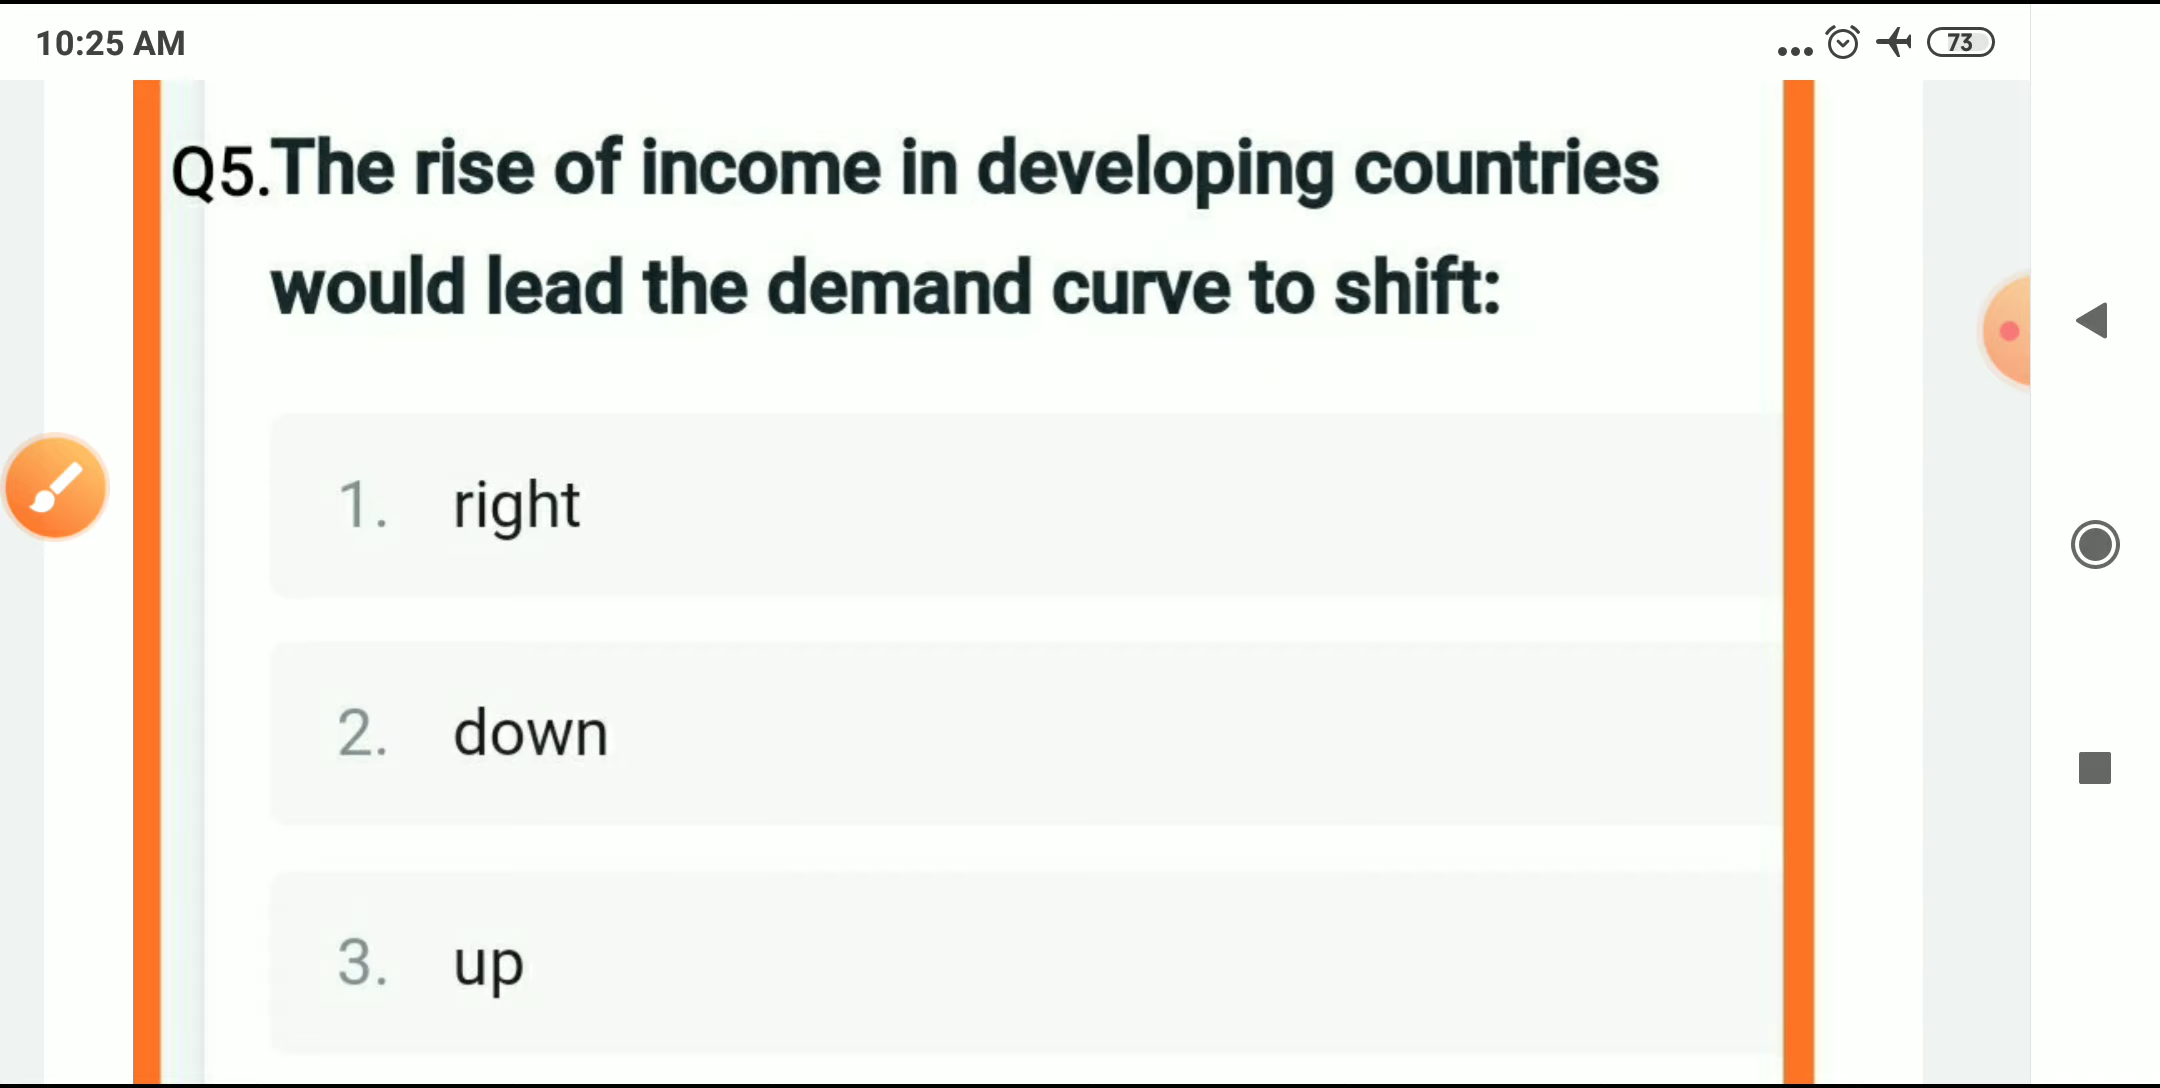 10:25 AM
73
Q5.The rise of income in developing countries
would lead the demand curve to shift:
1. right
2. down
3. up